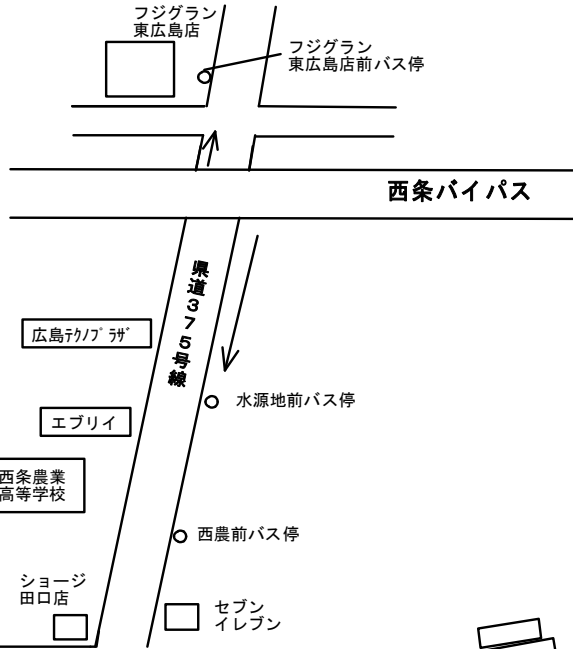 フジグラン
東広島店
フジグラン
東広島店前バス停
西条バイパス
県道375号線
広島ﾃｸﾉﾌﾟﾗｻﾞ
水源地前バス停
エブリイ
西条農業
高等学校
西農前バス停
ショージ
田口店
セブン
イレブン